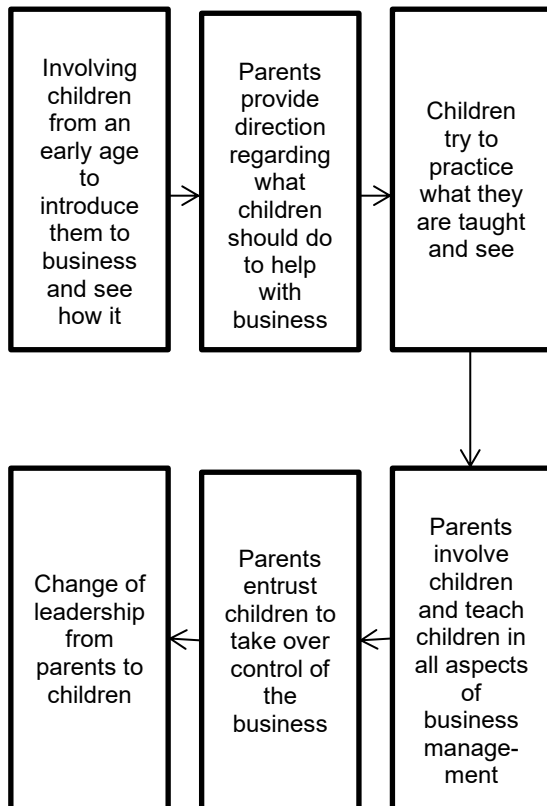 Involving
children
from an
early age
to
introduce
them to
business
and see
how it
Parents
provide
direction
regarding
what
children
should do
to help
with
business
Children
try to
practice
what they
are taught
and see
Parents
involve
children
and teach
children in
all aspects
of
business
manage-
ment
Parents
entrust
children to
take over
control of
the
business
Change of
leadership
from
parents to
children